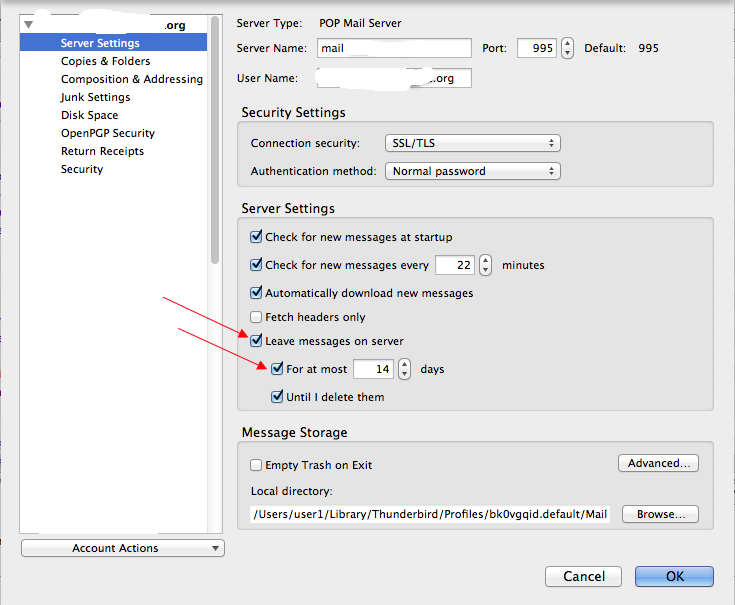 .org
Server Settings
Copies & Folders
Composition & Addressing
Junk Settings
Disk Space
OpenPGP Security
Return Receipts
Security
Account Actions
Server Type: POP Mail Server
Server Name: mail Port: 995 Default: 995
User Name: .org
Security Settings
Connection security: SSL/TLS
Authentication method: Normal password
Server Settings
Check for new messages at startup
Check for new messages every 22 minutes
Automatically download new messages
Fetch headers only
Leave messages on server
For at most 14 days
Until I delete them
Message Storage
Empty Trash on Exit Advanced...
Local directory:
/Users/user1/Library/Thunderbird/Profiles/bk0vgqid.default/Mail Browse...
Cancel OK